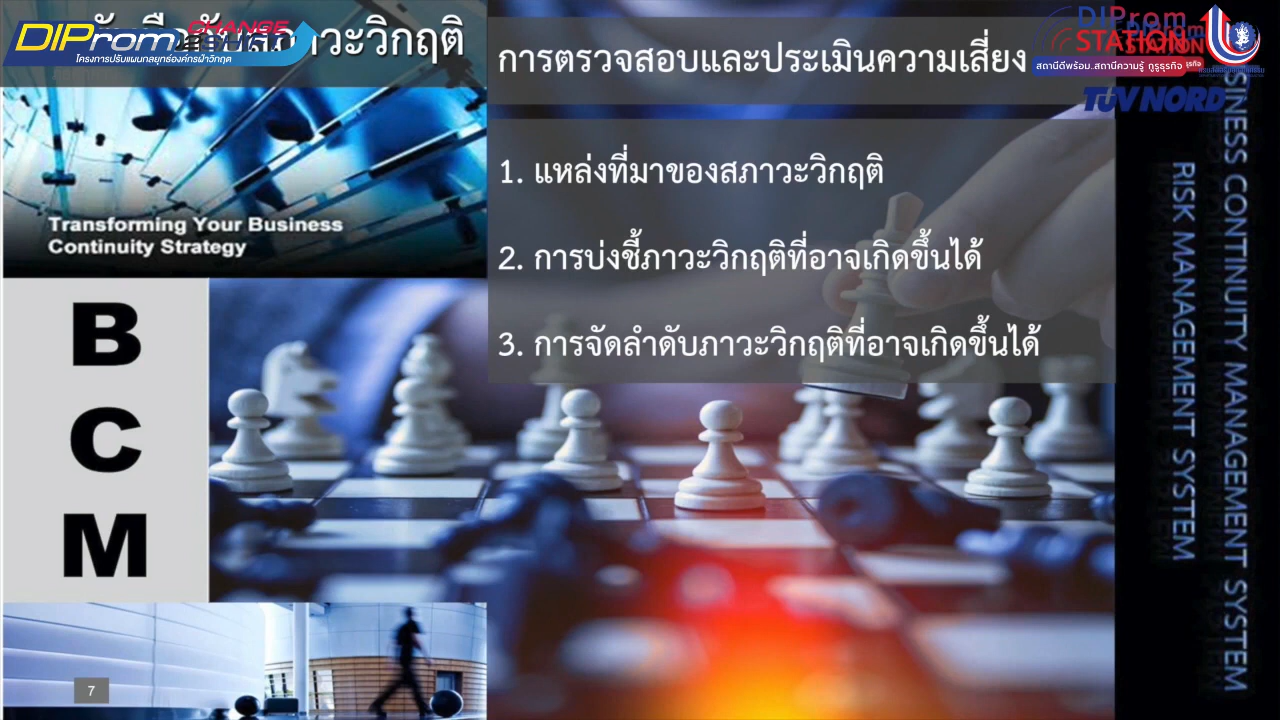 DIProm
CHANGE
โครงการปรับแผนกลยุทธ์องค์กรฝ่าวิกฤต
ภาวะวิกฤติ
Transforming Your Business
Continuity Strategy
B
C
M
7
การตรวจสอบและประเมินความเสี่ยง
1. แหล่งที่มาของสภาวะวิกฤติ
2. การบ่งชี้ภาวะวิกฤติที่อาจเกิดขึ้นได้
3. การจัดลำดับภาวะวิกฤติที่อาจเกิดขึ้นได้
DIProm
STATION
สถานีดีพร้อม.สถานีความรู้ กูรูธุรกิจ
TÜV NORD
BUSINESS CONTINUITY MANAGEMENT SYSTEM
RISK MANAGEMENT SYSTEM